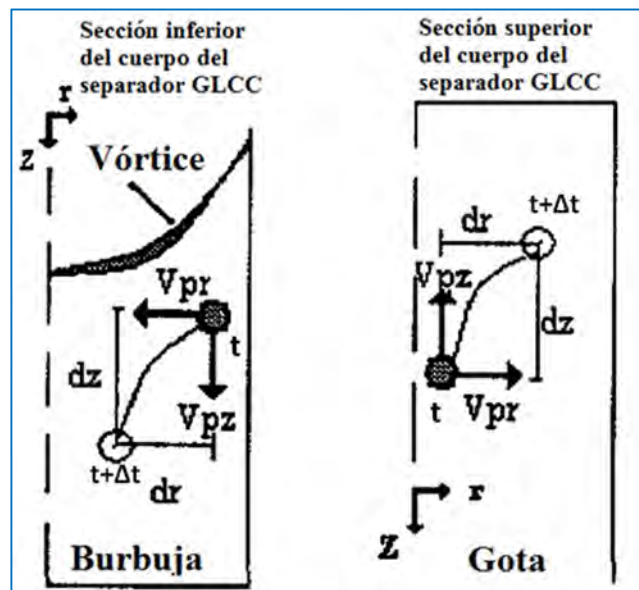 Sección inferior
del cuerpo del
separador GLCC
r
z
Vórtice
Vpr
t
dz
Vpz
t+Δt
dr
Burbuja
Sección superior
del cuerpo del
separador GLCC
t+Δt
dr
Vpz
dz
t
Vpr
r
Z
Gota